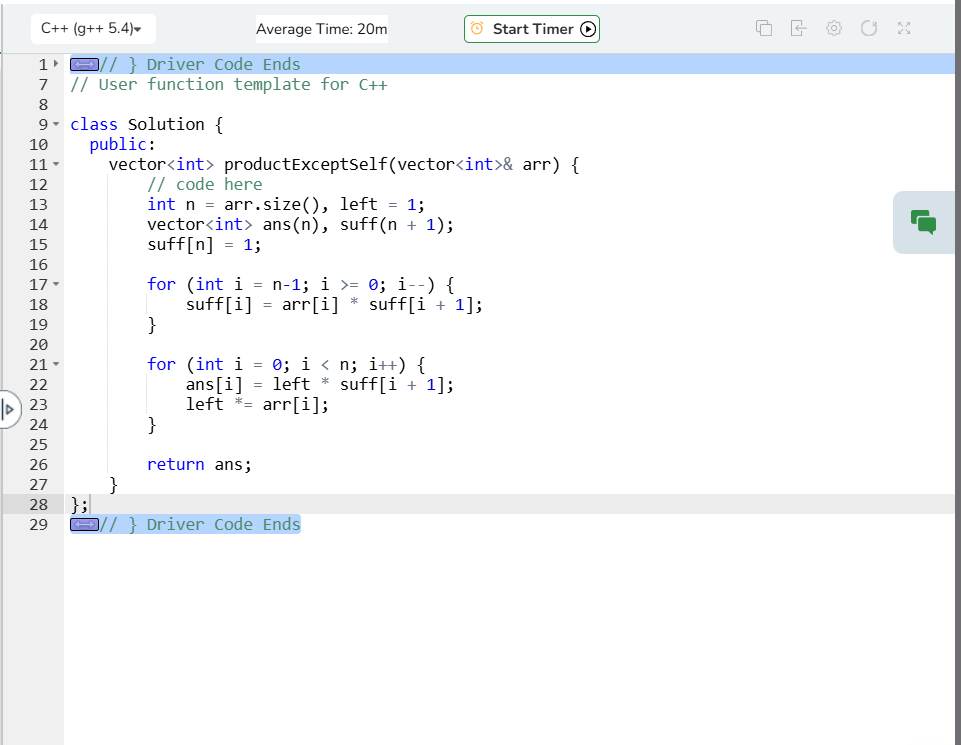 C++ (g++ 5.4)
Average Time: 20m
Start Timer
1 // } Driver Code Ends
7 // User function template for C++
8
9 class Solution {
10   public:
11     vector<int> productExceptSelf(vector<int>& arr) {
12         // code here
13         int n = arr.size(), left = 1;
14         vector<int> ans(n), suff(n + 1);
15         suff[n] = 1;
16
17         for (int i = n-1; i >= 0; i--) {
18             suff[i] = arr[i] * suff[i + 1];
19         }
20
21         for (int i = 0; i < n; i++) {
22             ans[i] = left * suff[i + 1];
23             left *= arr[i];
24         }
25
26         return ans;
27     }
28 };
29 // } Driver Code Ends